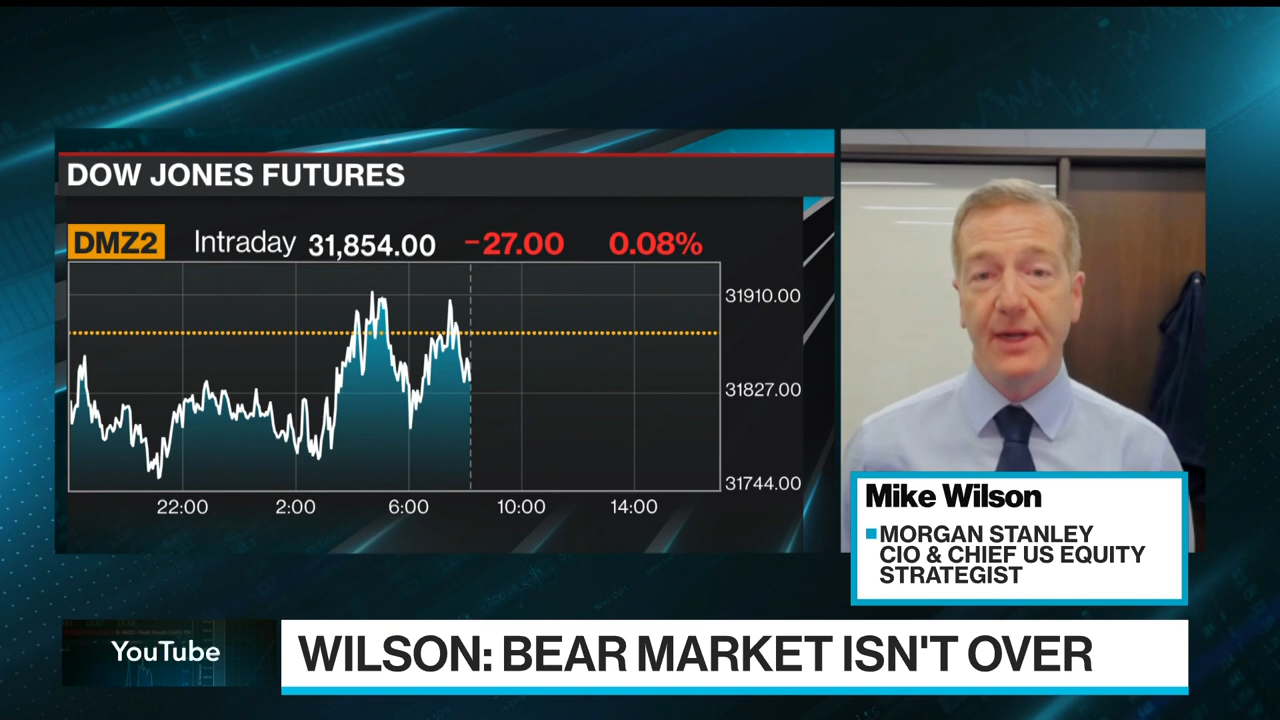 DOW JONES FUTURES
DMZ2 Intraday 31,854.00 -27.00 0.08%
31910.00
31827.00
31744.00
22:00 2:00 6:00 10:00 14:00
Mike Wilson
MORGAN STANLEY
CIO & CHIEF US EQUITY
STRATEGIST
YouTube
WILSON: BEAR MARKET ISN'T OVER